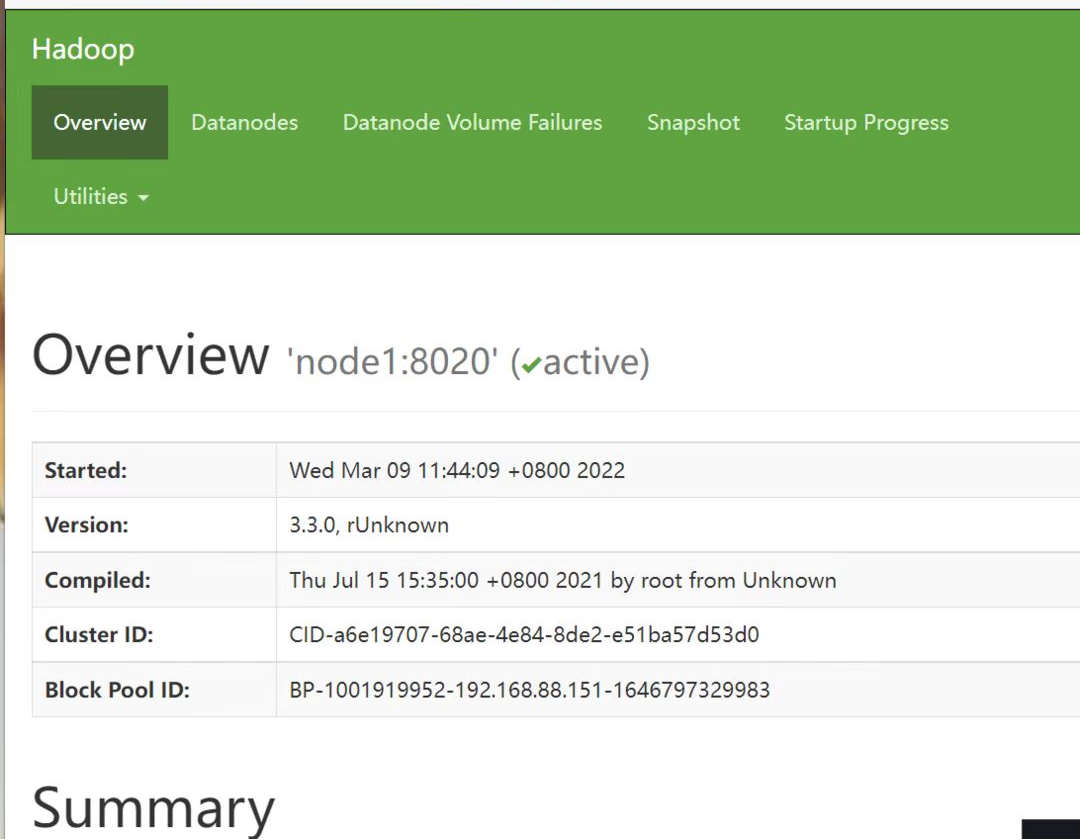 Hadoop
Overview Datanodes Datanode Volume Failures Snapshot Startup Progress
Utilities
Overview 'node1:8020' (✔active)
Started: Wed Mar 09 11:44:09 +0800 2022
Version: 3.3.0, rUnknown
Compiled: Thu Jul 15 15:35:00 +0800 2021 by root from Unknown
Cluster ID: CID-a6e19707-68ae-4e84-8de2-e51ba57d53d0
Block Pool ID: BP-1001919952-192.168.88.151-1646797329983
Summary